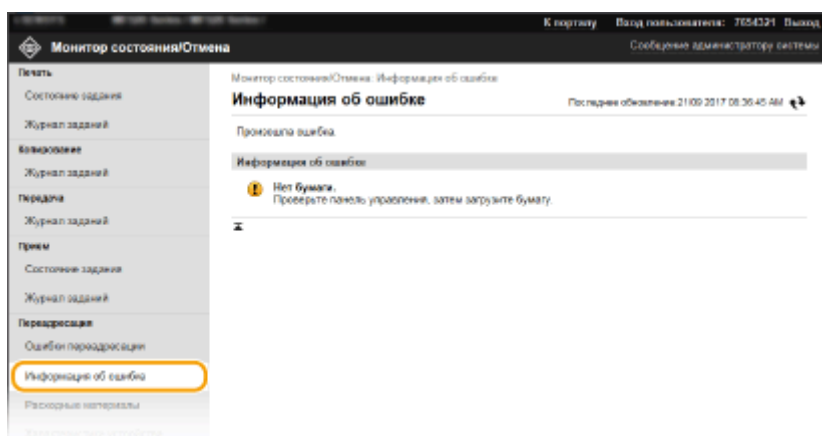 К порталу Вход пользователя: 7654321 Выход
Монитор состояния/Отмена
Сообщение администратору системы
Печать
Состояние задания
Журнал заданий
Копирование
Журнал заданий
Передача
Журнал заданий
Прием
Состояние задания
Журнал заданий
Переадресация
Ошибки переадресации
Информация об ошибке
Расходные материалы
Монитор состояния/Отмена: Информация об ошибке
Информация об ошибке
Последнее обновление 21/09 2017 08:36:45 AM
Произошла ошибка.
Информация об ошибке
Нет бумаги.
Проверьте панель управления, затем загрузите бумагу.